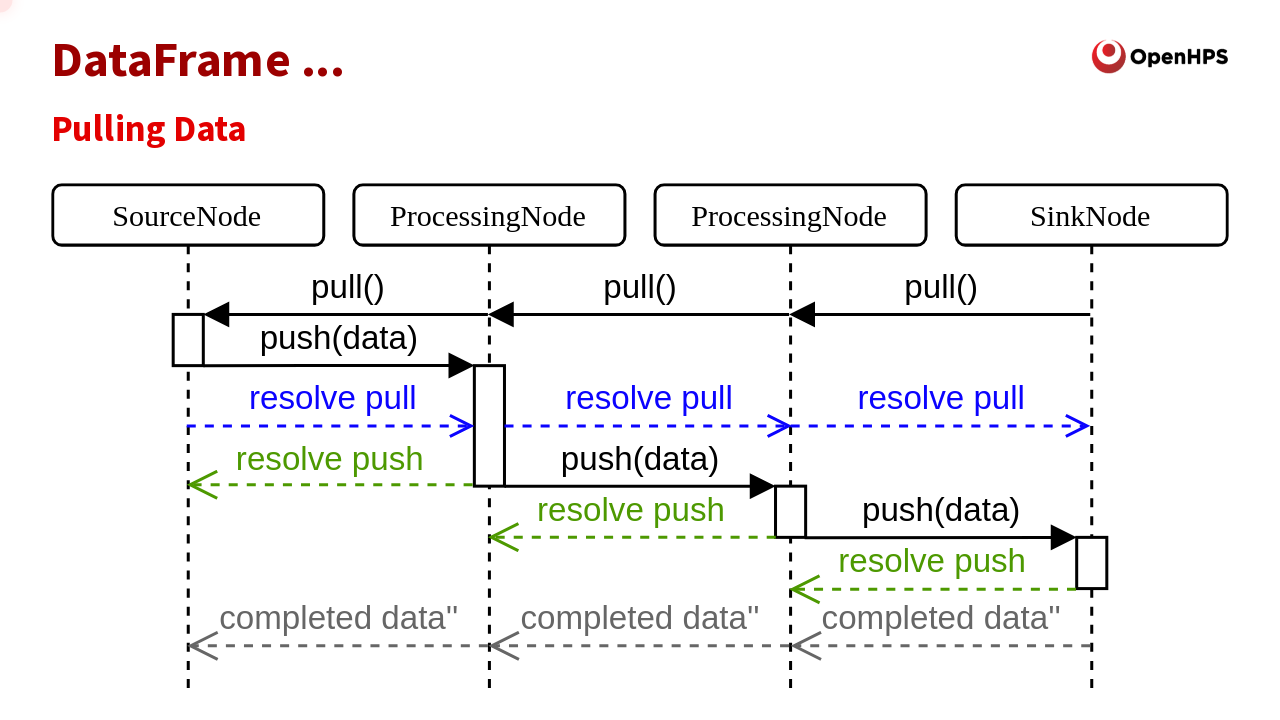 DataFrame ...
OpenHPS
Pulling Data
SourceNode
ProcessingNode
ProcessingNode
SinkNode
pull()
pull()
pull()
push(data)
resolve pull
resolve pull
resolve pull
resolve push
push(data)
resolve push
push(data)
resolve push
completed data"
completed data"
completed data"